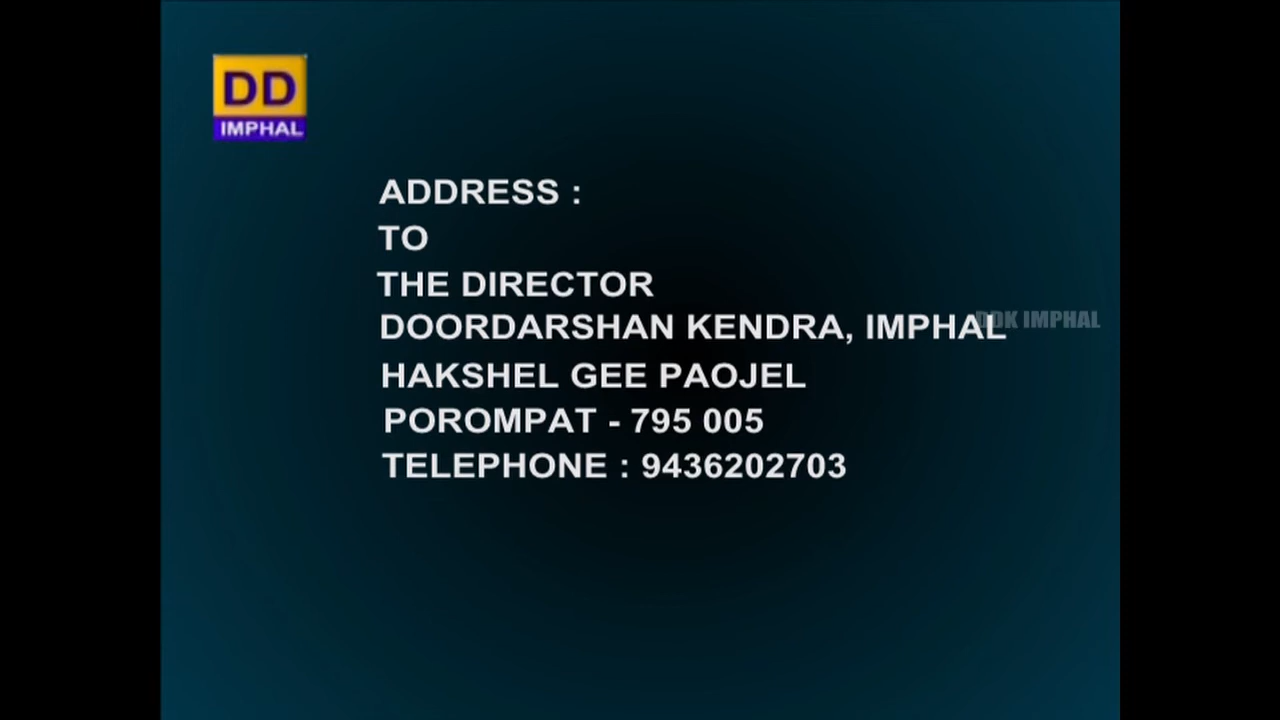 DD
IMPHAL
ADDRESS :
TO
THE DIRECTOR
DOORDARSHAN KENDRA, IMPHAL
DDK IMPHAL
HAKSHEL GEE PAOJEL
POROMPAT - 795 005
TELEPHONE : 9436202703